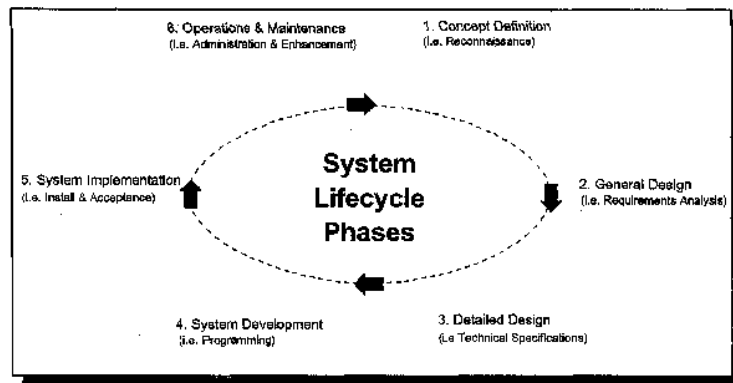 6. Operations & Maintenance
(i.e. Administration & Enhancement)
1. Concept Definition
(i.e. Reconnaissance)
System
Lifecycle
Phases
2. General Design
(i.e. Requirements Analysis)
3. Detailed Design
(i.e Technical Specifications)
4. System Development
(i.e. Programming)
5. System Implementation
(i.e. Install & Acceptance)